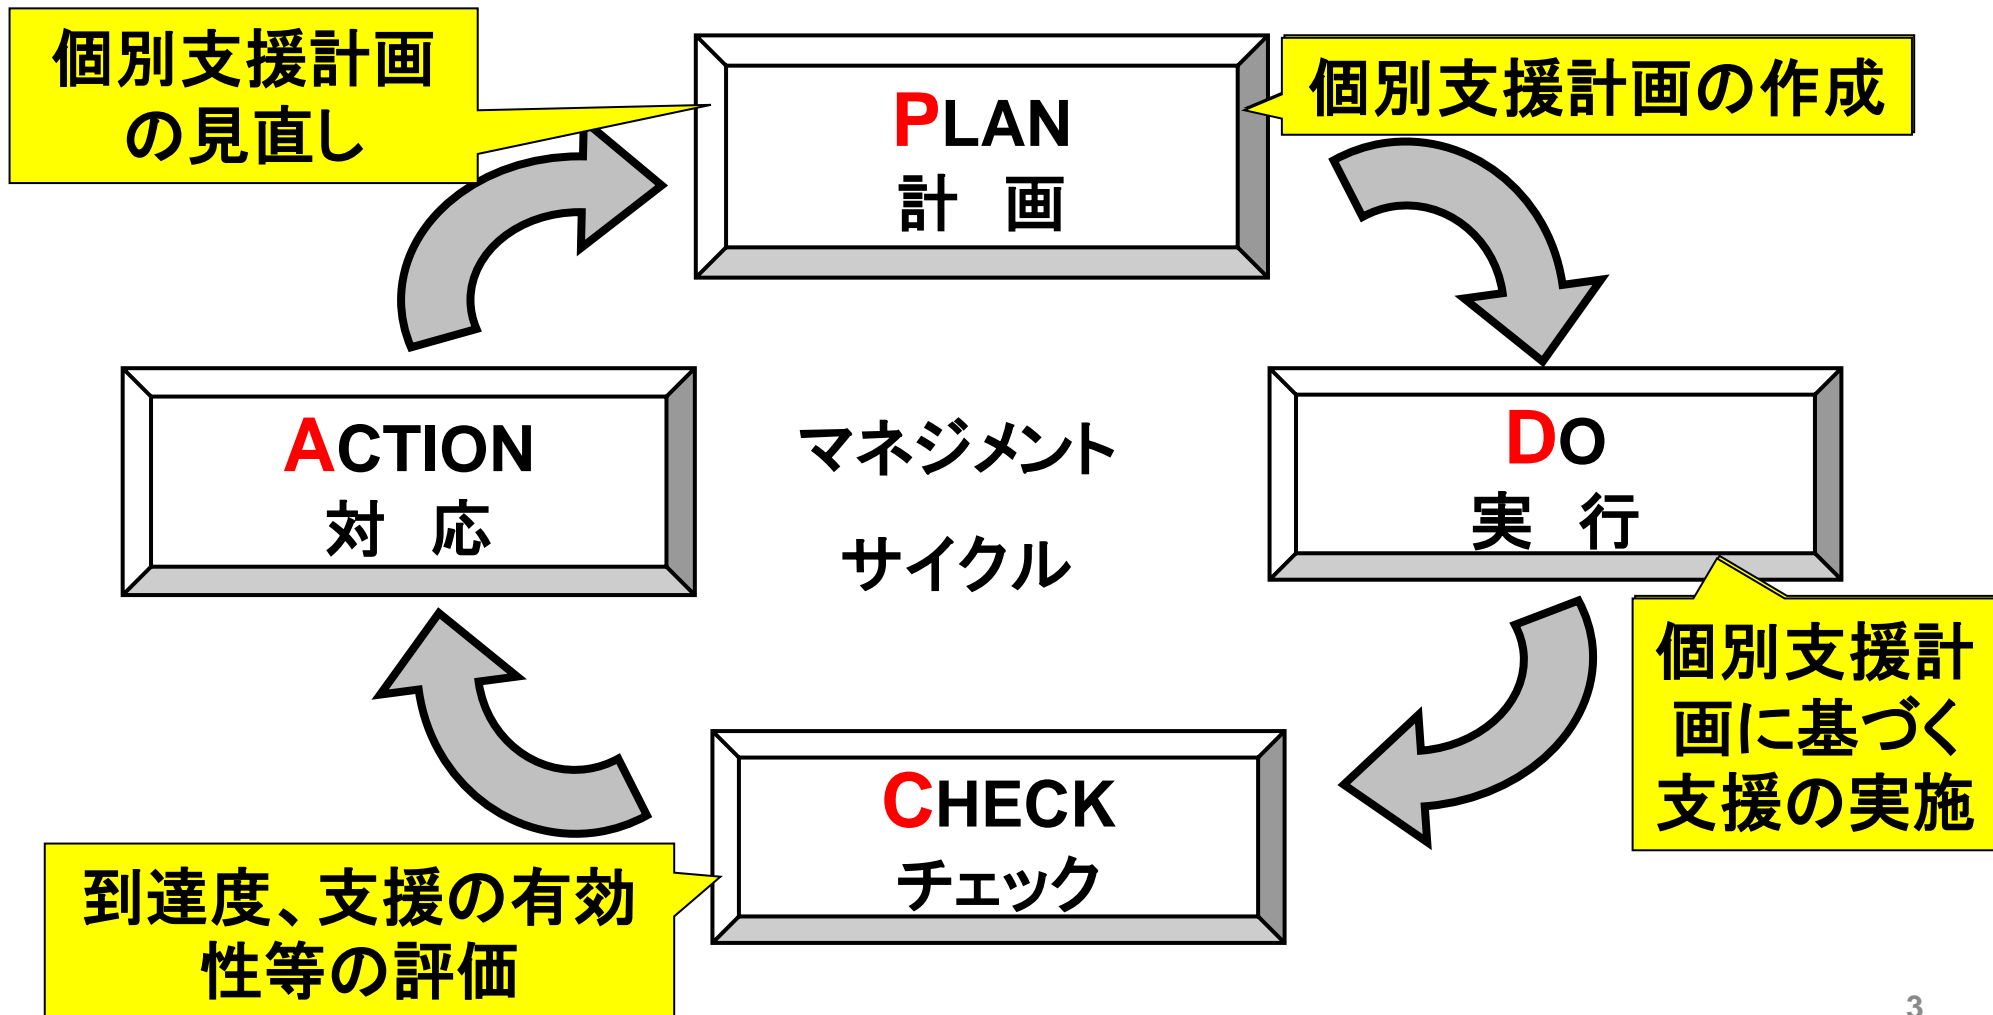 個別支援計画
の見直し
PLAN
計　画
個別支援計画の作成
ACTION
対　応
マネジメント
サイクル
DO
実　行
個別支援計
画に基づく
支援の実施
CHECK
チェック
到達度、支援の有効
性等の評価
3